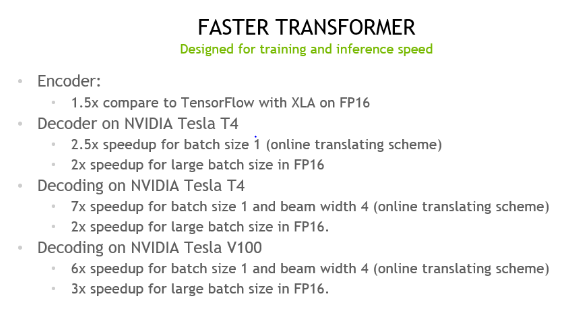 FASTER TRANSFORMER
Designed for training and inference speed
• Encoder:
• 1.5x compare to TensorFlow with XLA on FP16
• Decoder on NVIDIA Tesla T4
• 2.5x speedup for batch size 1 (online translating scheme)
• 2x speedup for large batch size in FP16
• Decoding on NVIDIA Tesla T4
• 7x speedup for batch size 1 and beam width 4 (online translating scheme)
• 2x speedup for large batch size in FP16.
• Decoding on NVIDIA Tesla V100
• 6x speedup for batch size 1 and beam width 4 (online translating scheme)
• 3x speedup for large batch size in FP16.